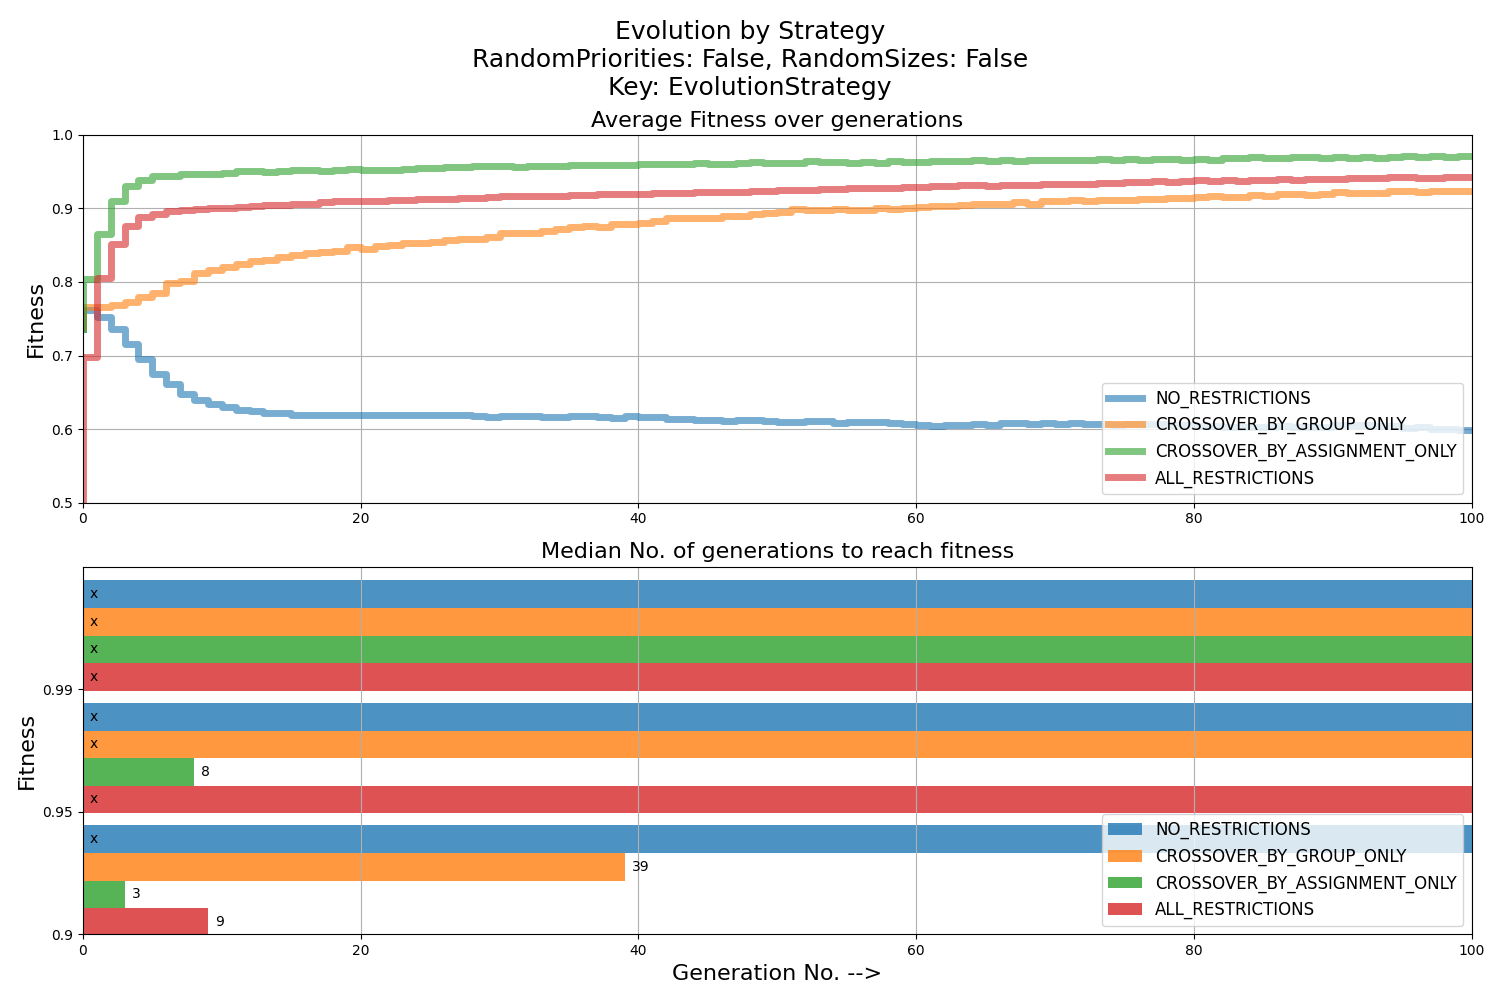 Evolution by Strategy
RandomPriorities: False, RandomSizes: False
Key: EvolutionStrategy
Average Fitness over generations
1.0
0.9
0.8
0.7
0.6
0.5
Fitness
NO_RESTRICTIONS
CROSSOVER_BY_GROUP_ONLY
CROSSOVER_BY_ASSIGNMENT_ONLY
ALL_RESTRICTIONS
0 20 40 60 80 100
Median No. of generations to reach fitness
x
x
x
x
0.99
x
x
8
x
0.95
Fitness
x
39
3
9
0.9
NO_RESTRICTIONS
CROSSOVER_BY_GROUP_ONLY
CROSSOVER_BY_ASSIGNMENT_ONLY
ALL_RESTRICTIONS
0 20 40 60 80 100
Generation No. -->